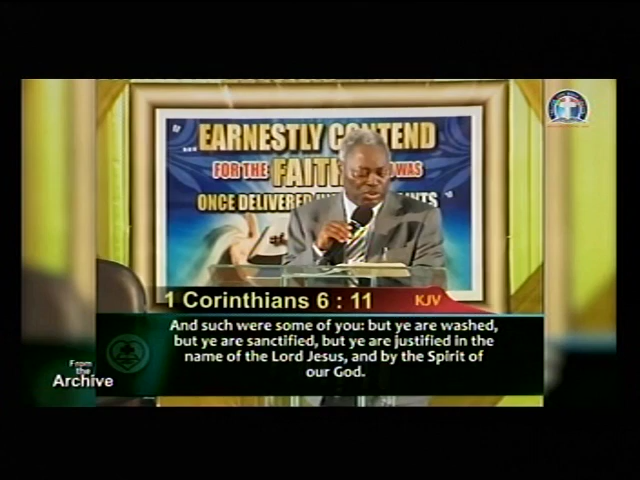 "
...EARNESTLY CONTEND
FOR THE FAITH WAS
ONCE DELIVERED "
1 Corinthians 6 : 11 KJV
And such were some of you: but ye are washed,
but ye are sanctified, but ye are justified in the
name of the Lord Jesus, and by the Spirit of
our God.
From
the
Archive